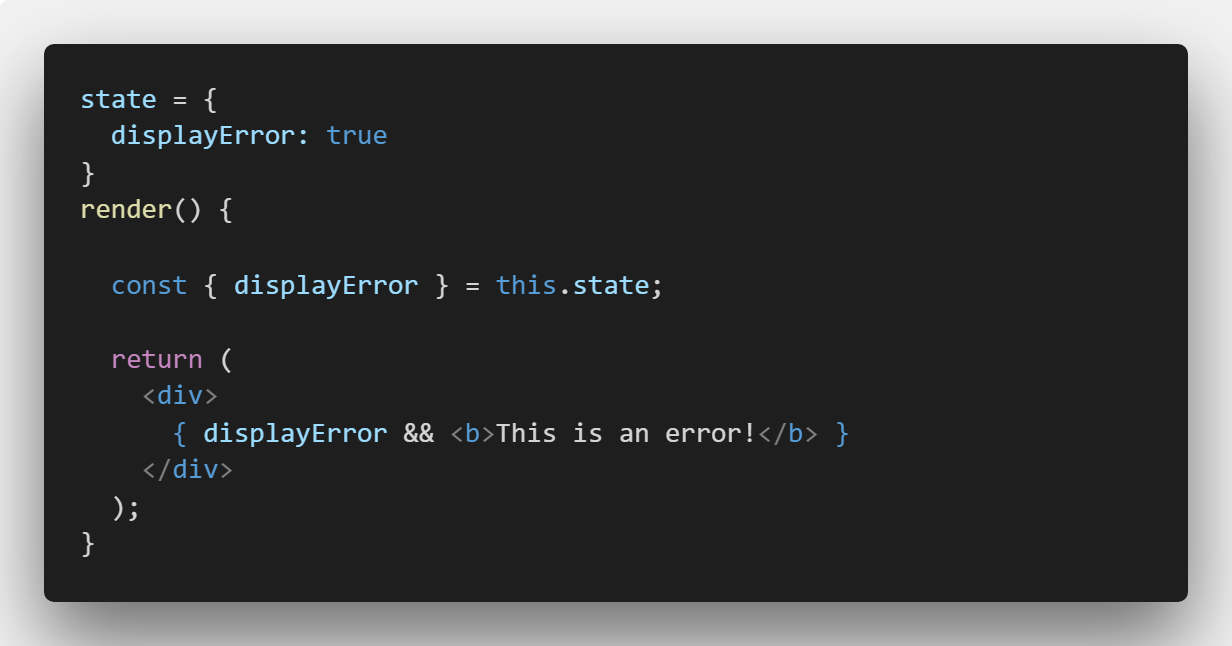 state = {
  displayError: true
}
render() {

  const { displayError } = this.state;

  return (
    <div>
      { displayError && <b>This is an error!</b> }
    </div>
  );
}